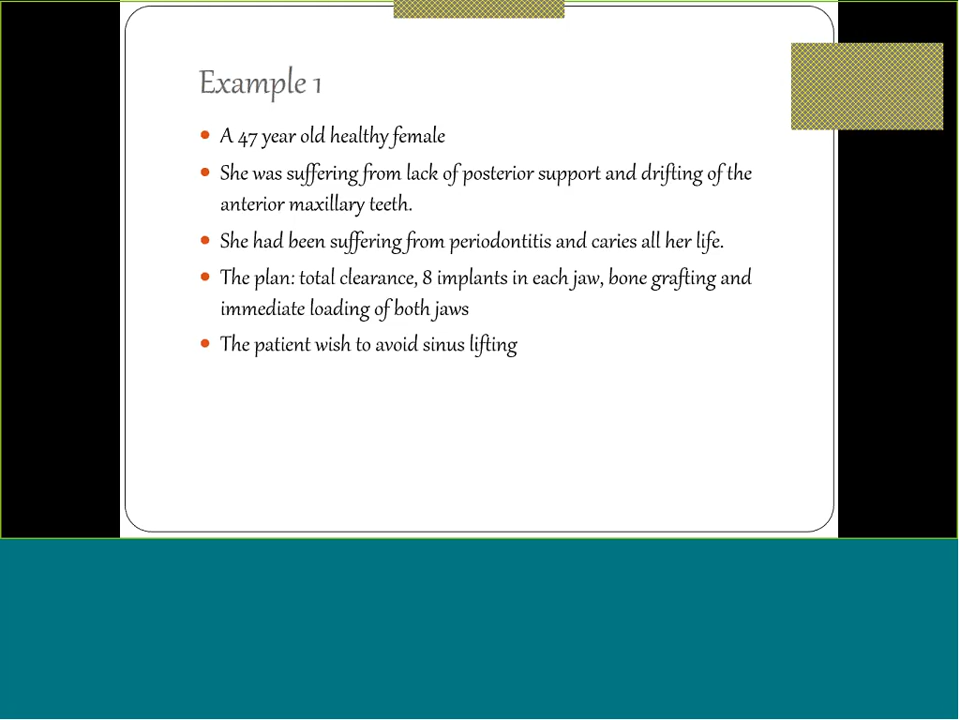 Example 1
• A 47 year old healthy female
• She was suffering from lack of posterior support and drifting of the
anterior maxillary teeth.
• She had been suffering from periodontitis and caries all her life.
• The plan: total clearance, 8 implants in each jaw, bone grafting and
immediate loading of both jaws
• The patient wish to avoid sinus lifting